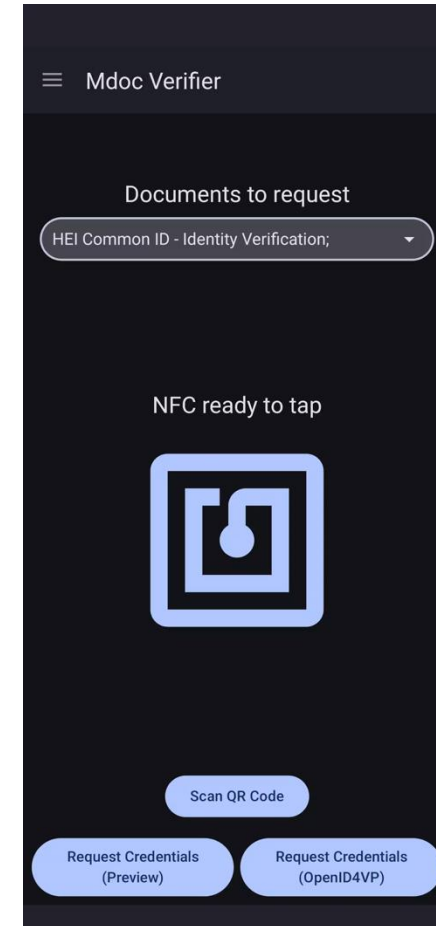 Mdoc Verifier
Documents to request
HEI Common ID - Identity Verification;
NFC ready to tap
Scan QR Code
Request Credentials
(Preview)
Request Credentials
(OpenID4VP)